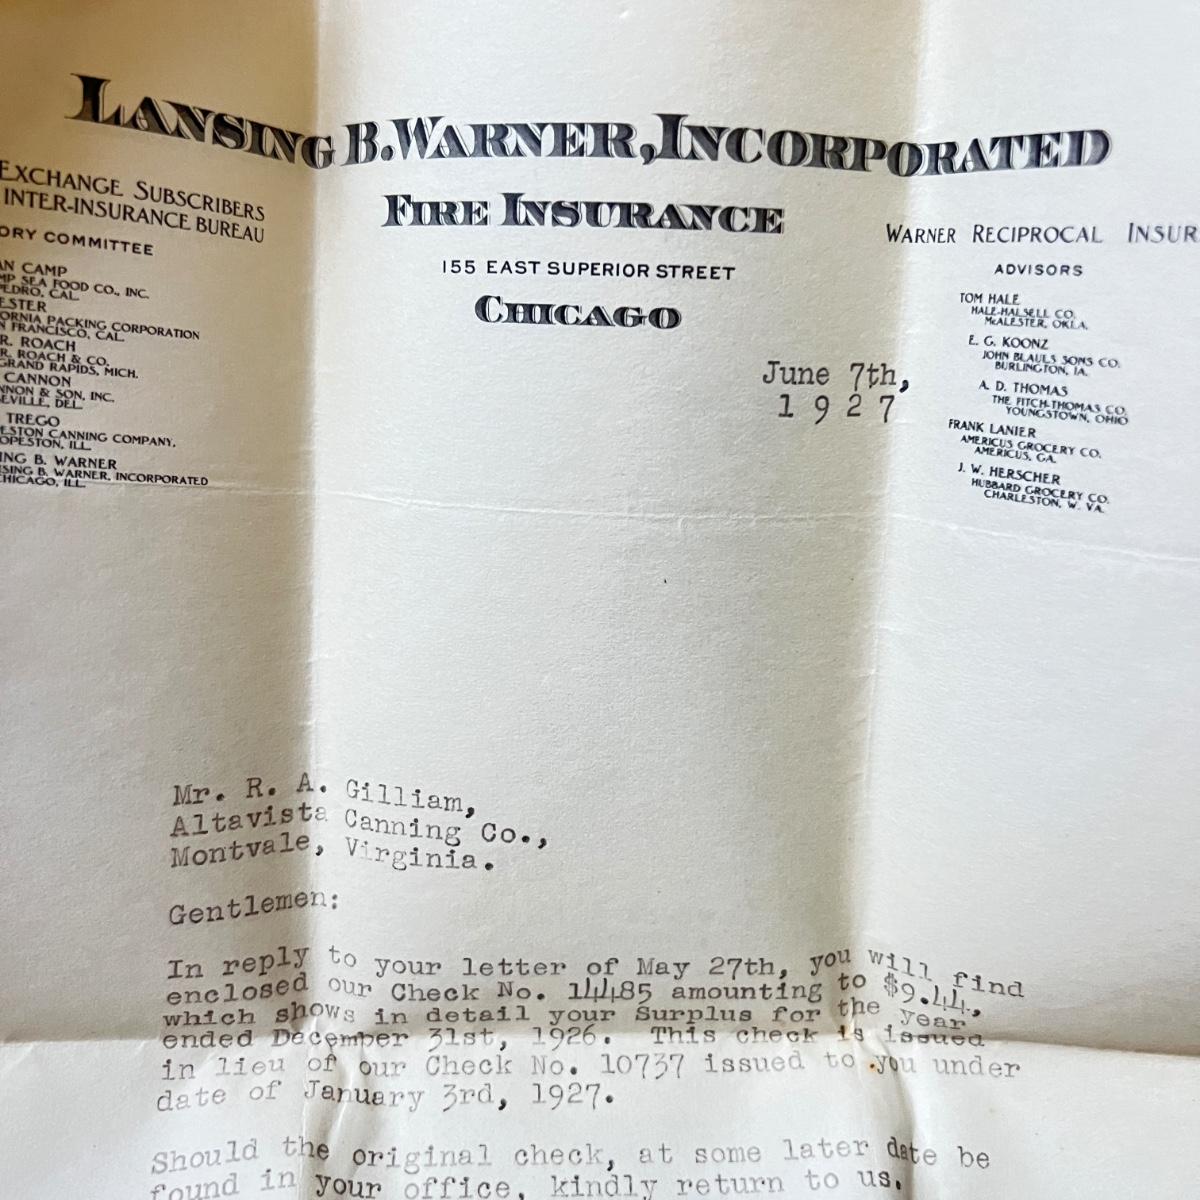 LANSING B. WARNER, INCORPORATED
FIRE INSURANCE
155 EAST SUPERIOR STREET
CHICAGO
EXCHANGE SUBSCRIBERS
INTER-INSURANCE BUREAU
ORY COMMITTEE
AN CAMP
MP SEA FOOD CO., INC.
PEDRO, CAL.
ESTER
ORNIA PACKING CORPORATION
N FRANCISCO, CAL.
R. ROACH
R. ROACH & CO.
GRAND RAPIDS, MICH.
CANNON
NNON & SON, INC.
EVILLE, DEL.
TREGO
ESTON CANNING COMPANY,
OPESTON, ILL.
ING B. WARNER
SING B. WARNER, INCORPORATED
CHICAGO, ILL.
WARNER RECIPROCAL INSUR
ADVISORS
TOM HALE
HALE-HALSELL CO.
MCALESTER, OKLA.
E. G. KOONZ
JOHN BLAULS SONS CO.
BURLINGTON, IA.
A. D. THOMAS
THE FITCH-THOMAS CO.
YOUNGSTOWN, OHIO
FRANK LANIER
AMERICUS GROCERY CO.
AMERICUS, GA.
J. W. HERSCHER
HUBBARD GROCERY CO.
CHARLESTON, W. VA.
June 7th,
1 9 2 7
Mr. R. A. Gilliam,
Altavista Canning Co.,
Montvale, Virginia.
Gentlemen:
In reply to your letter of May 27th, you will find
enclosed our Check No. 14485 amounting to $9.44,
which shows in detail your Surplus for the year
ended December 31st, 1926. This check is issued
in lieu of our Check No. 10737 issued to you under
date of January 3rd, 1927.
Should the original check, at some later date be
found in your office, kindly return to us.